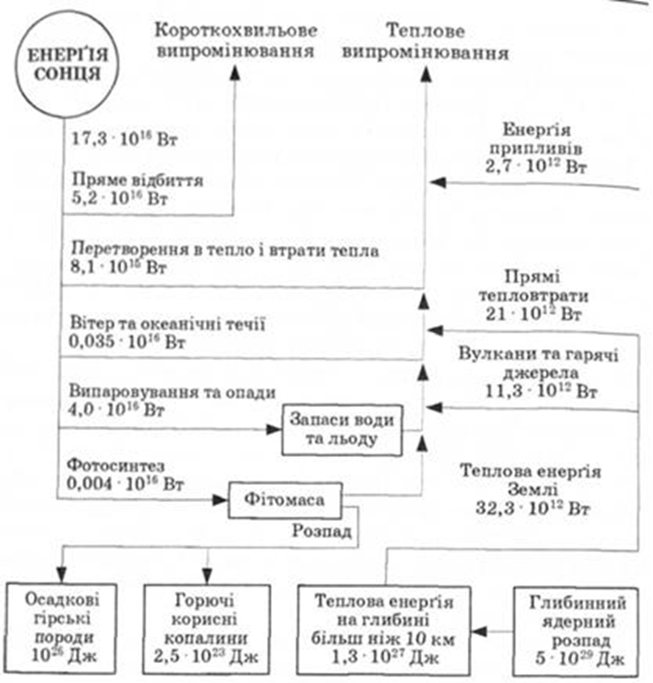 ЕНЕРҐІЯ
СОНЦЯ
Короткохвильове
випромінювання
Теплове
випромінювання
17,3 · 10¹⁶ Вт
Енерґія
припливів
2,7 · 10¹² Вт
Пряме відбиття
5,2 · 10¹⁶ Вт
Перетворення в тепло і втрати тепла
8,1 · 10¹⁶ Вт
Прямі
тепловтрати
21 · 10¹² Вт
Вітер та океанічні течії
0,035 · 10¹⁶ Вт
Вулкани та гарячі
джерела
11,3 · 10¹² Вт
Випаровування та опади
4,0 · 10¹⁶ Вт
Запаси води
та льоду
Фотосинтез
0,004 · 10¹⁶ Вт
Фітомаса
Теплова енерґія
Землі
32,3 · 10¹² Вт
Розпад
Осадкові
гірські
породи
10²⁶ Дж
Горючі
корисні
копалини
2,5 · 10²³ Дж
Теплова енерґія
на глибині
більш ніж 10 км
1,3 · 10²⁷ Дж
Глибинний
ядерний
розпад
5 · 10²⁹ Дж